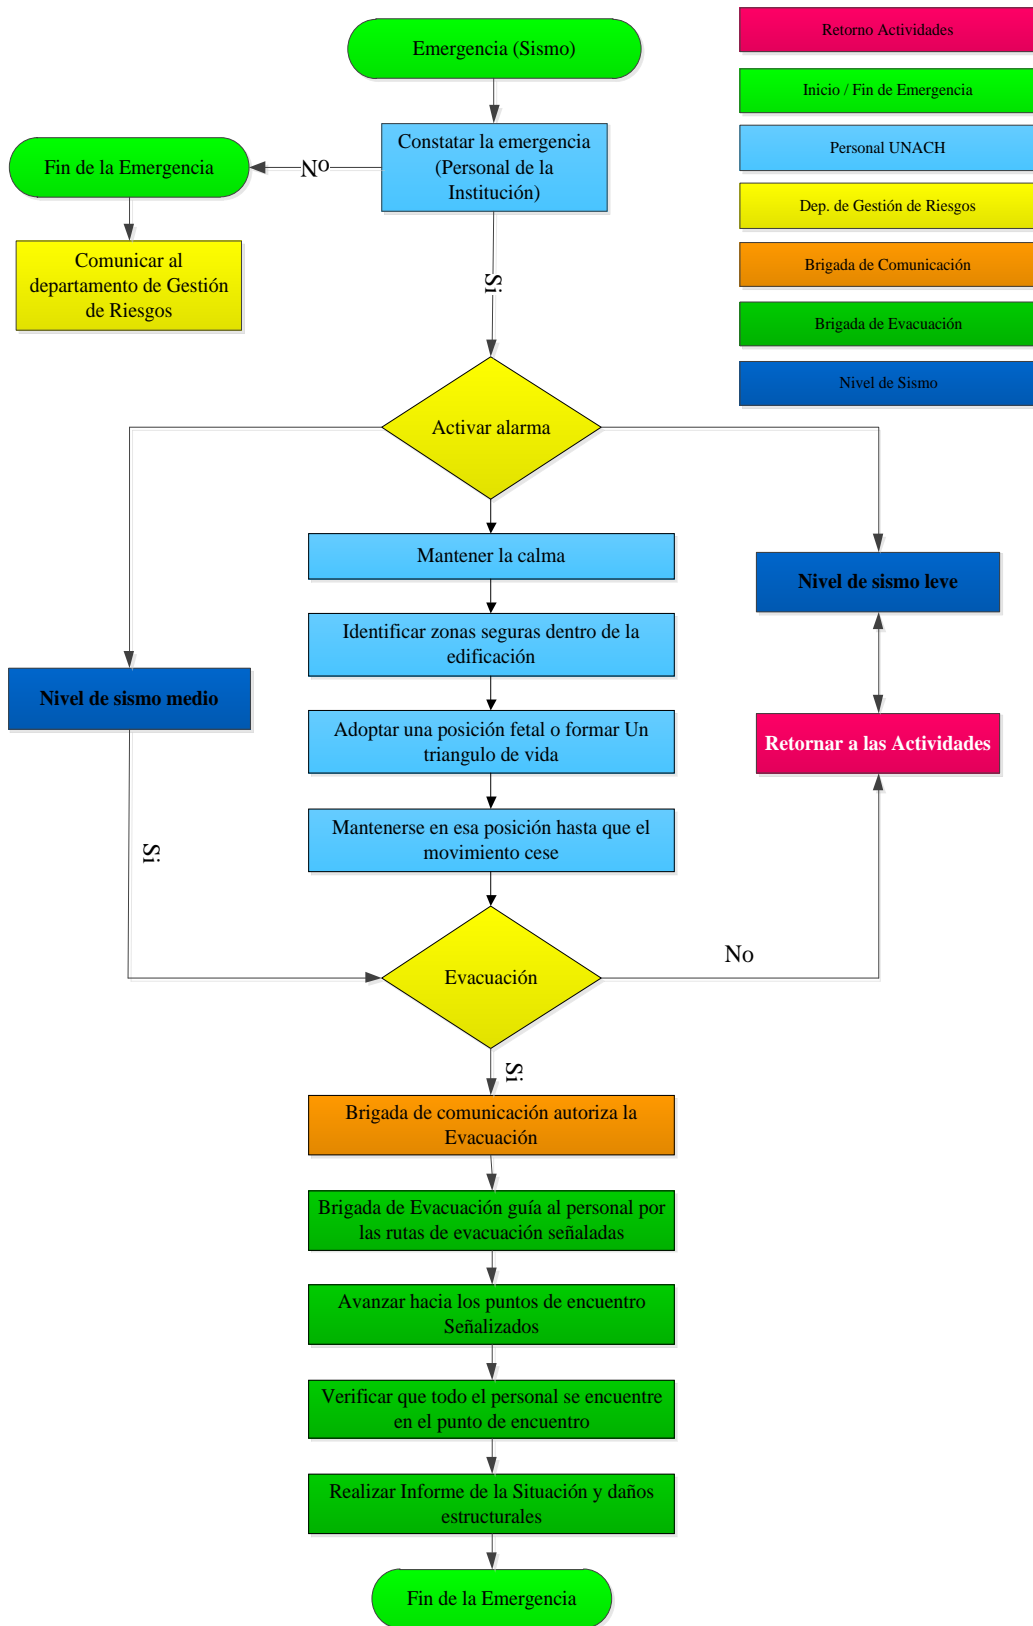 Emergencia (Sismo)
Constatar la emergencia
(Personal de la
Institución)
No
Fin de la Emergencia
Comunicar al
departamento de Gestión
de Riesgos
Si
Retorno Actividades
Inicio / Fin de Emergencia
Personal UNACH
Dep. de Gestión de Riesgos
Brigada de Comunicación
Brigada de Evacuación
Nivel de Sismo
Activar alarma
Mantener la calma
Identificar zonas seguras dentro de la
edificación
Adoptar una posición fetal o formar Un
triangulo de vida
Mantenerse en esa posición hasta que el
movimiento cese
Nivel de sismo medio
Si
Nivel de sismo leve
Retornar a las Actividades
Evacuación
No
Si
Brigada de comunicación autoriza la
Evacuación
Brigada de Evacuación guía al personal por
las rutas de evacuación señaladas
Avanzar hacia los puntos de encuentro
Señalizados
Verificar que todo el personal se encuentre
en el punto de encuentro
Realizar Informe de la Situación y daños
estructurales
Fin de la Emergencia